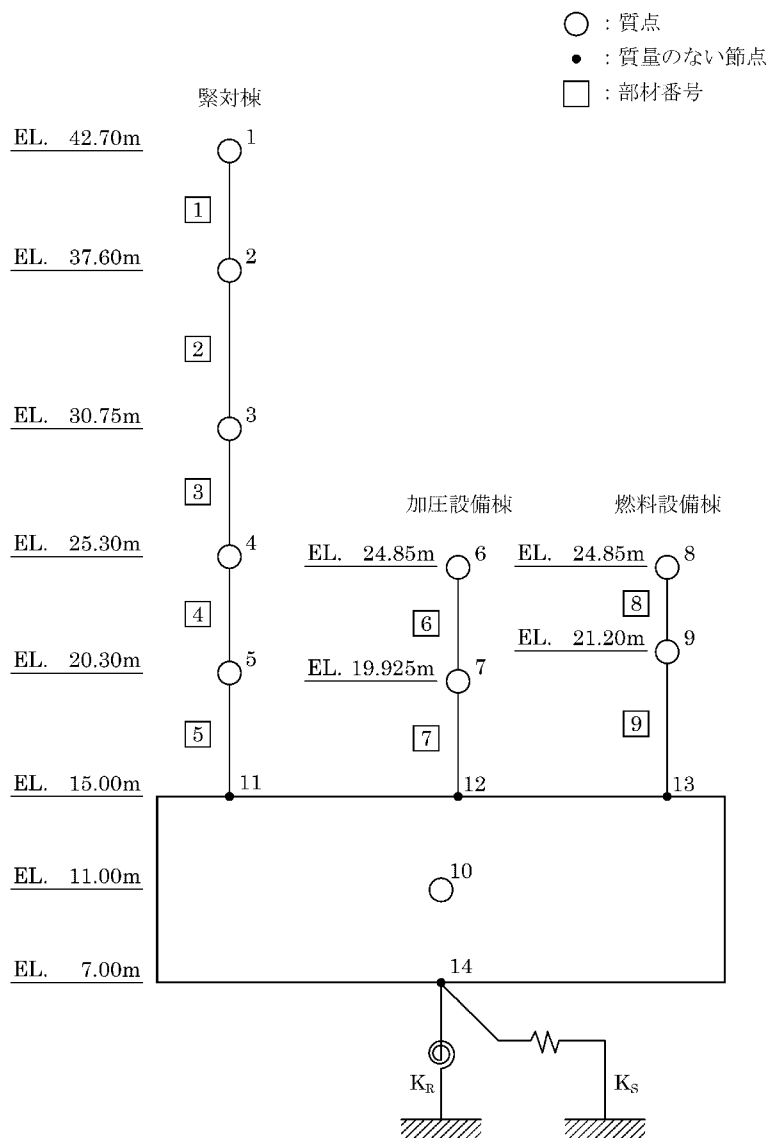 ：質点
：質量のない節点
：部材番号
緊対棟
EL. 42.70m
1
1
EL. 37.60m
2
2
EL. 30.75m
3
3
加圧設備棟
燃料設備棟
EL. 25.30m
4
EL. 24.85m
6
EL. 24.85m
8
4
6
8
EL. 20.30m
5
EL. 19.925m
7
EL. 21.20m
9
5
7
9
EL. 15.00m
11
12
13
EL. 11.00m
10
EL. 7.00m
14
KR
KS